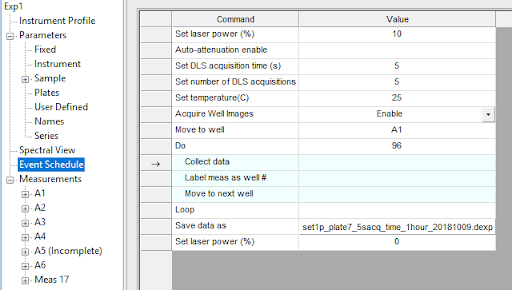 Exp1
Instrument Profile
Parameters
Fixed
Instrument
Sample
Plates
User Defined
Names
Series
Spectral View
Event Schedule
Measurements
A1
A2
A3
A4
A5 (Incomplete)
A6
Meas 17
Command Value
Set laser power (%) 10
Auto-attenuation enable
Set DLS acquisition time (s) 5
Set number of DLS acquisitions 5
Set temperature(C) 25
Acquire Well Images Enable
Move to well A1
Do 96
Collect data
Label meas as well #
Move to next well
Loop
Save data as set1p_plate7_5sacq_time_1hour_20181009.dexp
Set laser power (%) 0